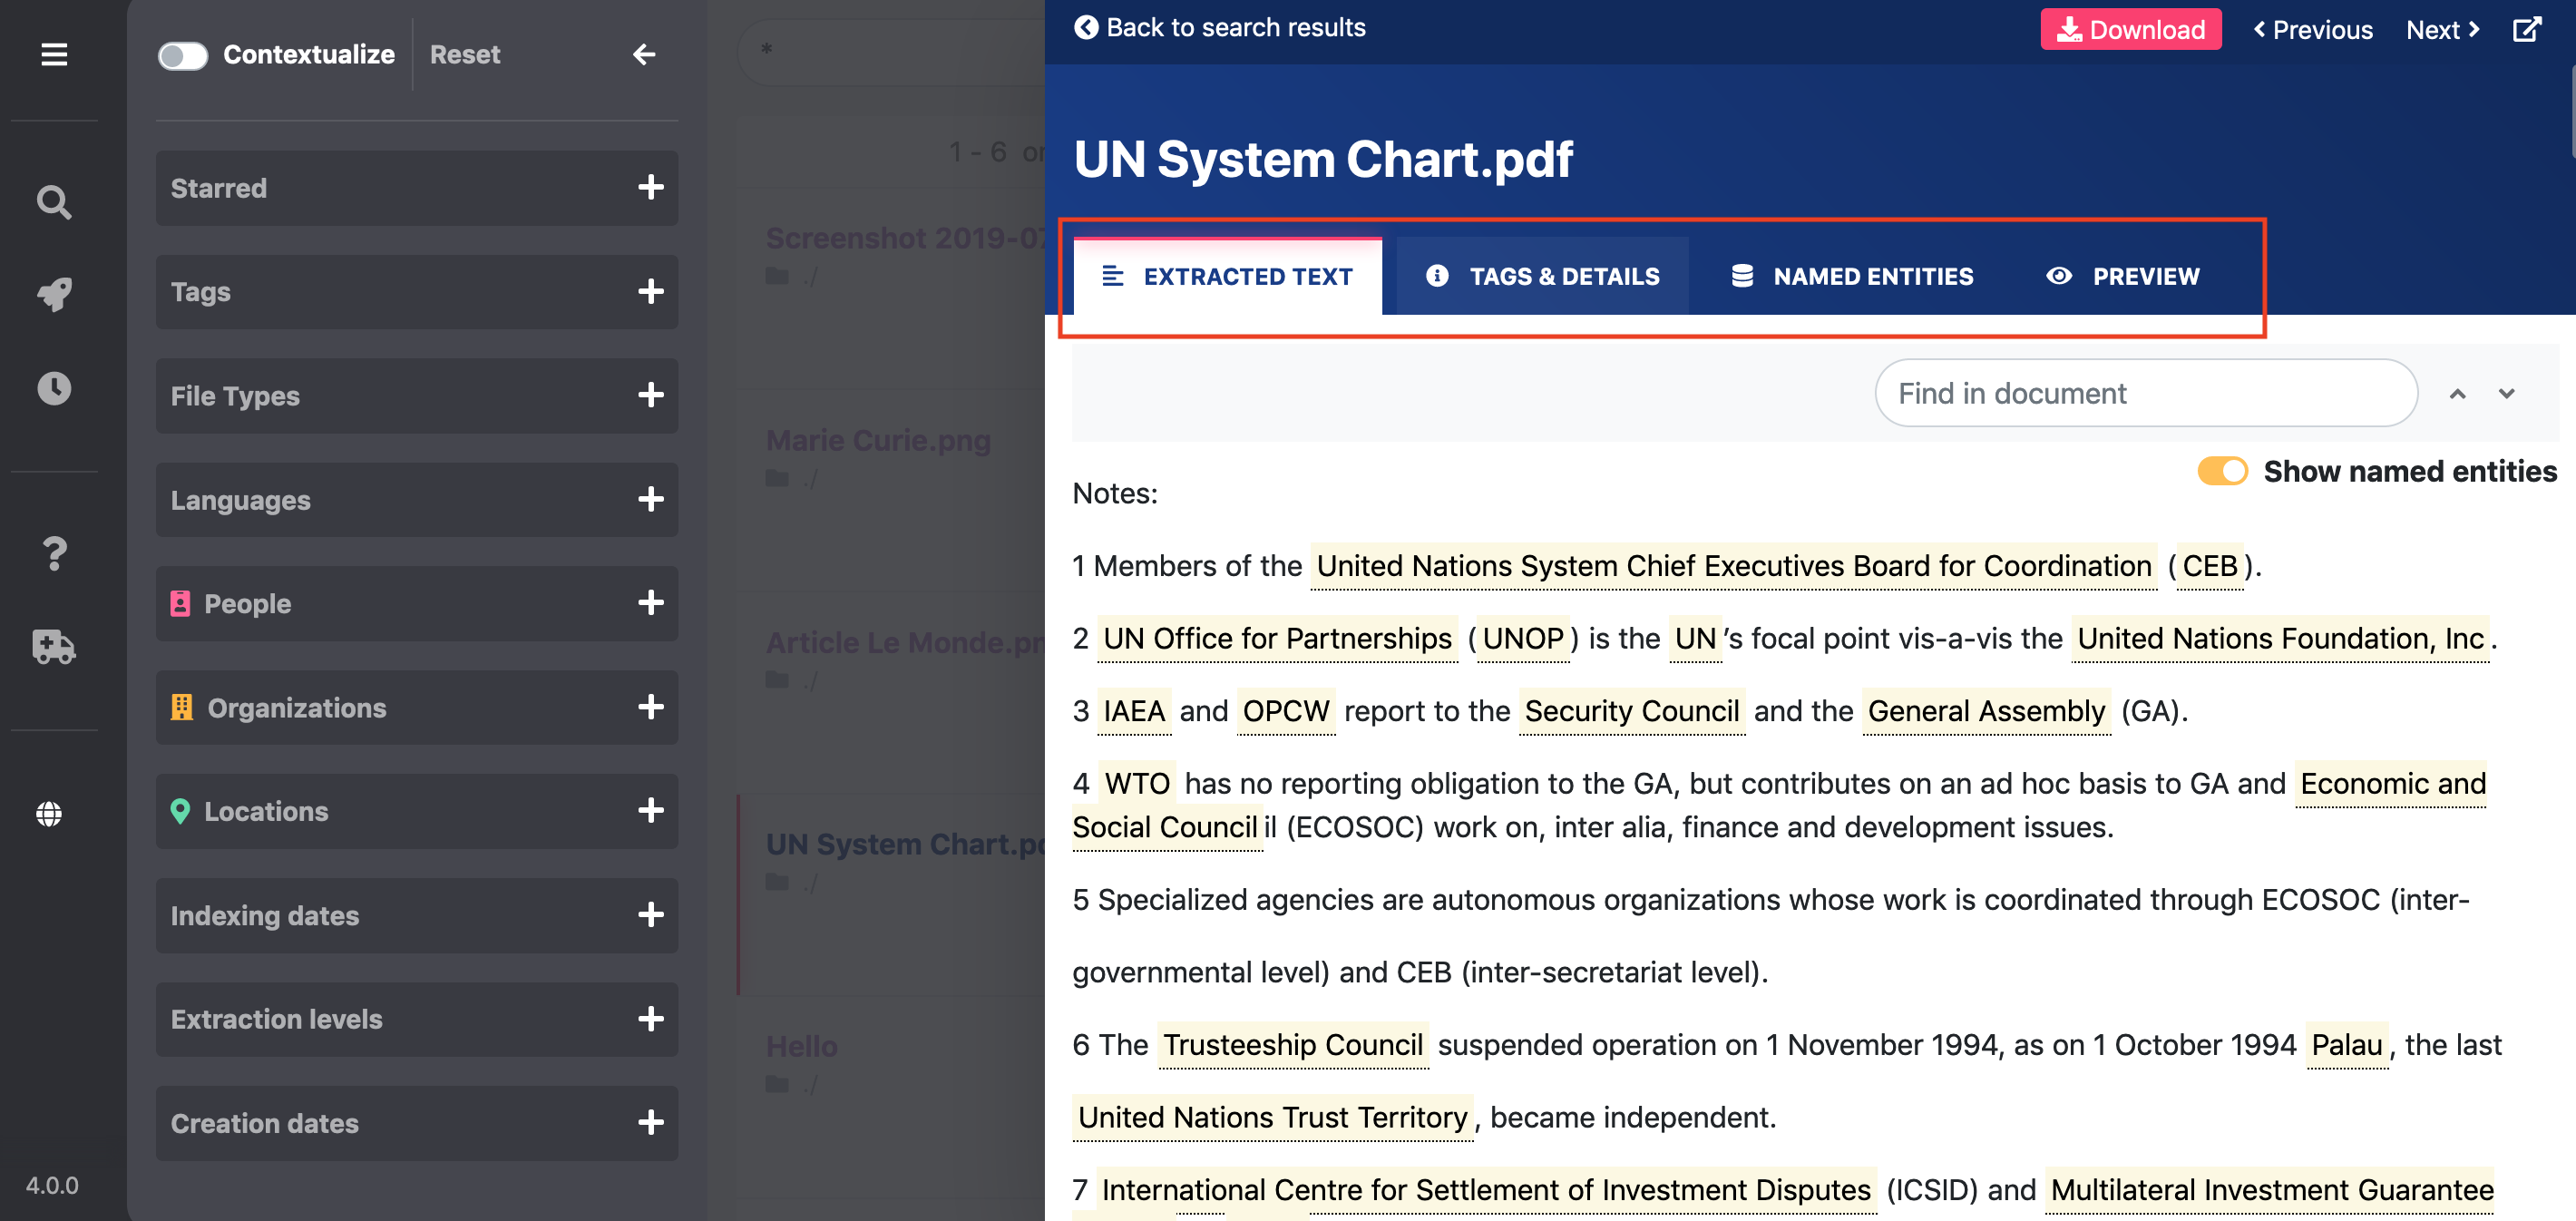 Contextualize
Reset
Starred
Tags
File Types
Languages
People
Organizations
Locations
Indexing dates
Extraction levels
Creation dates
4.0.0
*
1 - 6
Screenshot 2019-07
./
Marie Curie.png
./
Article Le Monde.pn
./
UN System Chart.pd
./
Hello
./
Back to search results
Download
Previous
Next
UN System Chart.pdf
EXTRACTED TEXT
TAGS & DETAILS
NAMED ENTITIES
PREVIEW
Find in document
Show named entities
Notes:
1 Members of the United Nations System Chief Executives Board for Coordination (CEB).
2 UN Office for Partnerships (UNOP) is the UN’s focal point vis-a-vis the United Nations Foundation, Inc.
3 IAEA and OPCW report to the Security Council and the General Assembly (GA).
4 WTO has no reporting obligation to the GA, but contributes on an ad hoc basis to GA and Economic and
Social Councilil (ECOSOC) work on, inter alia, finance and development issues.
5 Specialized agencies are autonomous organizations whose work is coordinated through ECOSOC (inter-
governmental level) and CEB (inter-secretariat level).
6 The Trusteeship Council suspended operation on 1 November 1994, as on 1 October 1994 Palau, the last
United Nations Trust Territory, became independent.
7 International Centre for Settlement of Investment Disputes (ICSID) and Multilateral Investment Guarantee